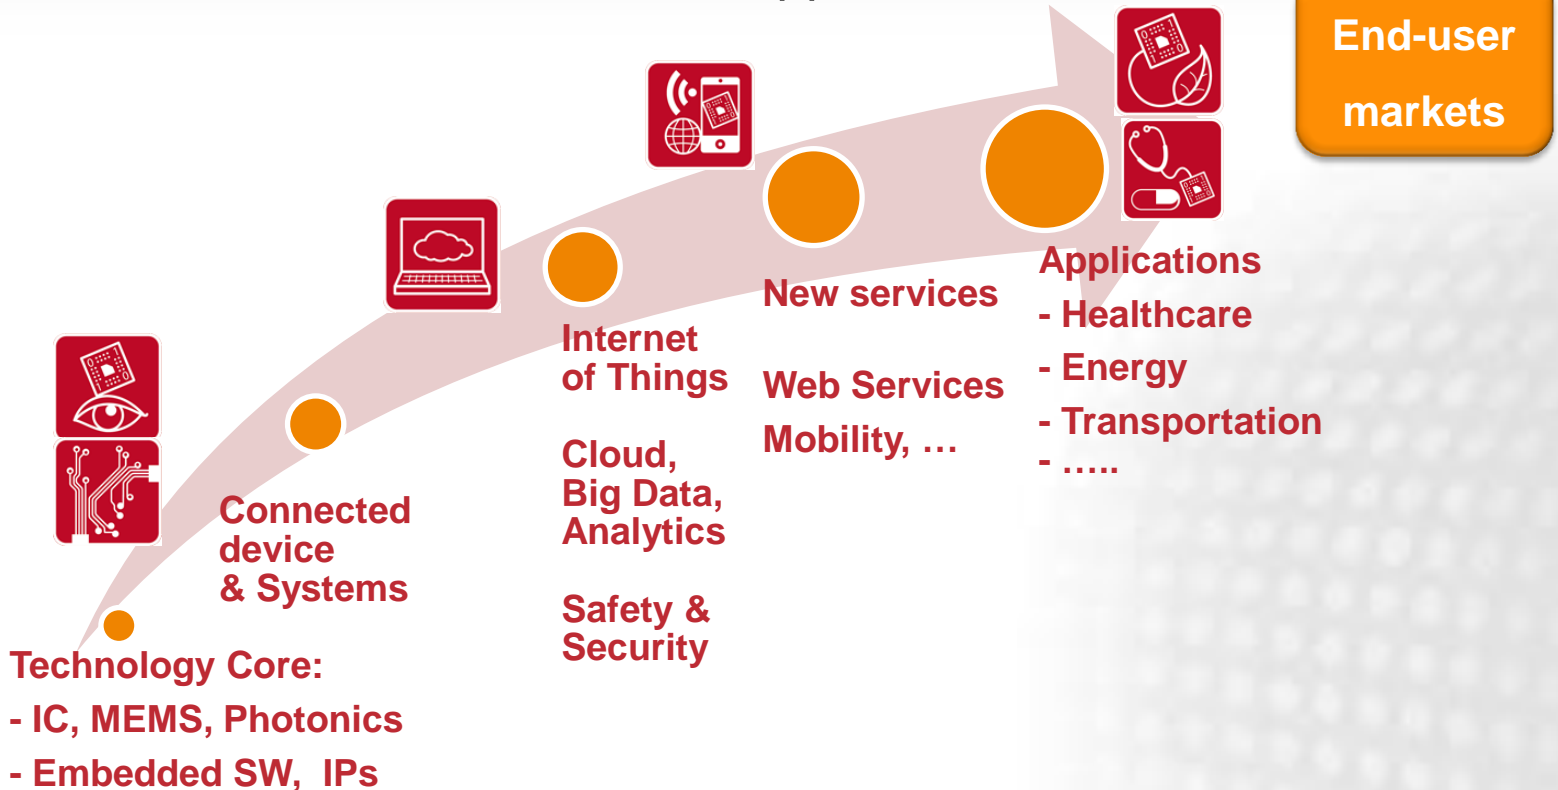 End-user
markets
Applications
- Healthcare
- Energy
- Transportation
- …..
New services
Web Services
Mobility, …
Internet
of Things
Cloud,
Big Data,
Analytics
Safety &
Security
Connected
device
& Systems
Technology Core:
- IC, MEMS, Photonics
- Embedded SW,  IPs